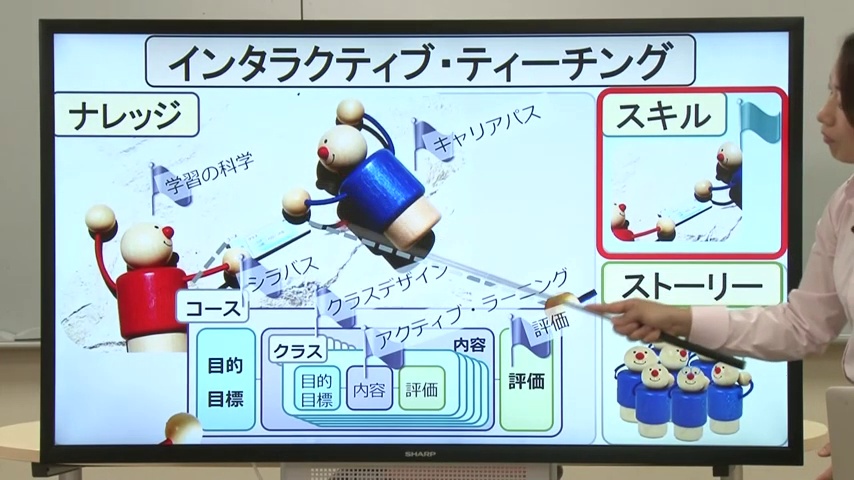 インタラクティブ・ティーチング
ナレッジ
スキル
キャリアパス
学習の科学
シラバス
クラスデザイン
アクティブ・ラーニング
評価
ストーリー
コース
目的
目標
クラス
内容
目的
目標
内容
評価
評価
SHARP